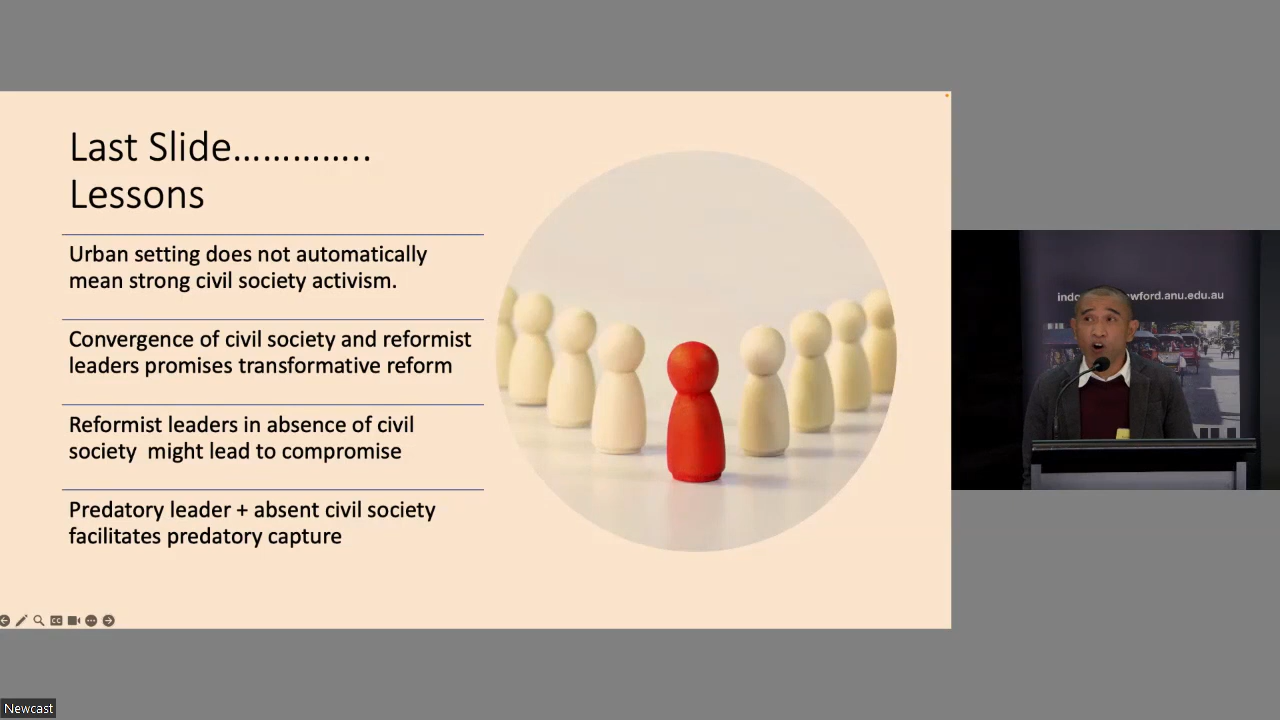 Last Slide…………..
Lessons
Urban setting does not automatically
mean strong civil society activism.
Convergence of civil society and reformist
leaders promises transformative reform
Reformist leaders in absence of civil
society  might lead to compromise
Predatory leader + absent civil society
facilitates predatory capture
wford.anu.edu.au
CC
Newcast